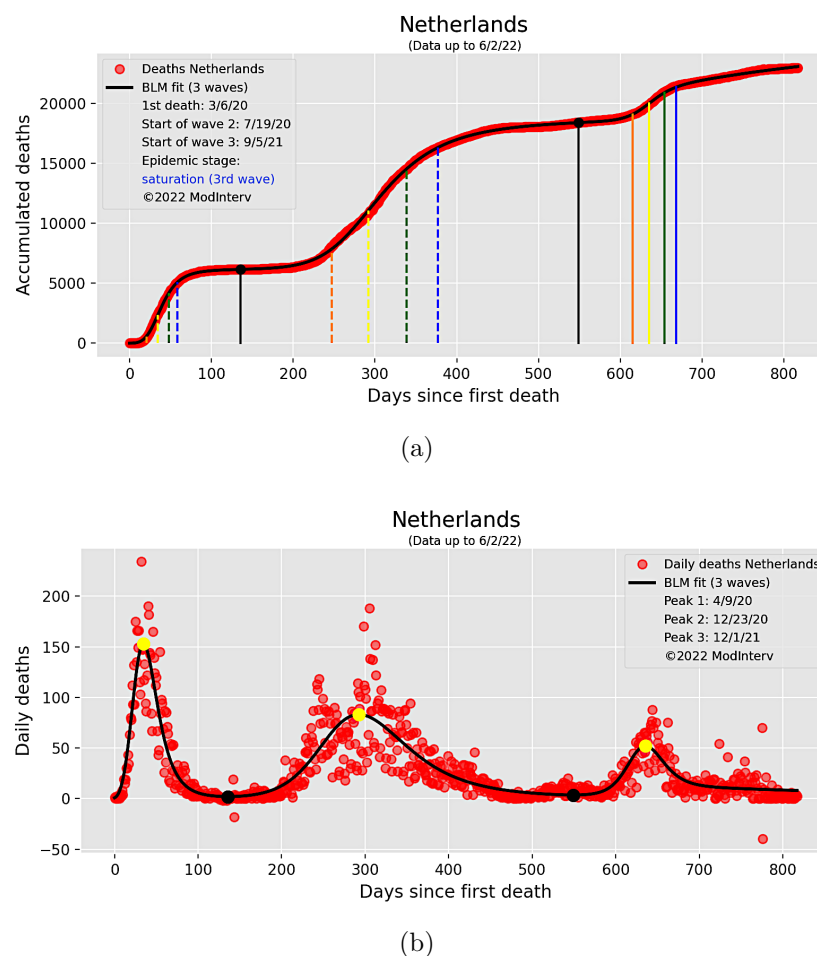 Netherlands
(Data up to 6/2/22)
Deaths Netherlands
BLM fit (3 waves)
1st death: 3/6/20
Start of wave 2: 7/19/20
Start of wave 3: 9/5/21
Epidemic stage:
saturation (3rd wave)
©2022 ModInterv
Accumulated deaths
20000
15000
10000
5000
0
0 100 200 300 400 500 600 700 800
Days since first death
(a)
Netherlands
(Data up to 6/2/22)
Daily deaths Netherlands
BLM fit (3 waves)
Peak 1: 4/9/20
Peak 2: 12/23/20
Peak 3: 12/1/21
©2022 ModInterv
Daily deaths
200
150
100
50
0
−50
0 100 200 300 400 500 600 700 800
Days since first death
(b)